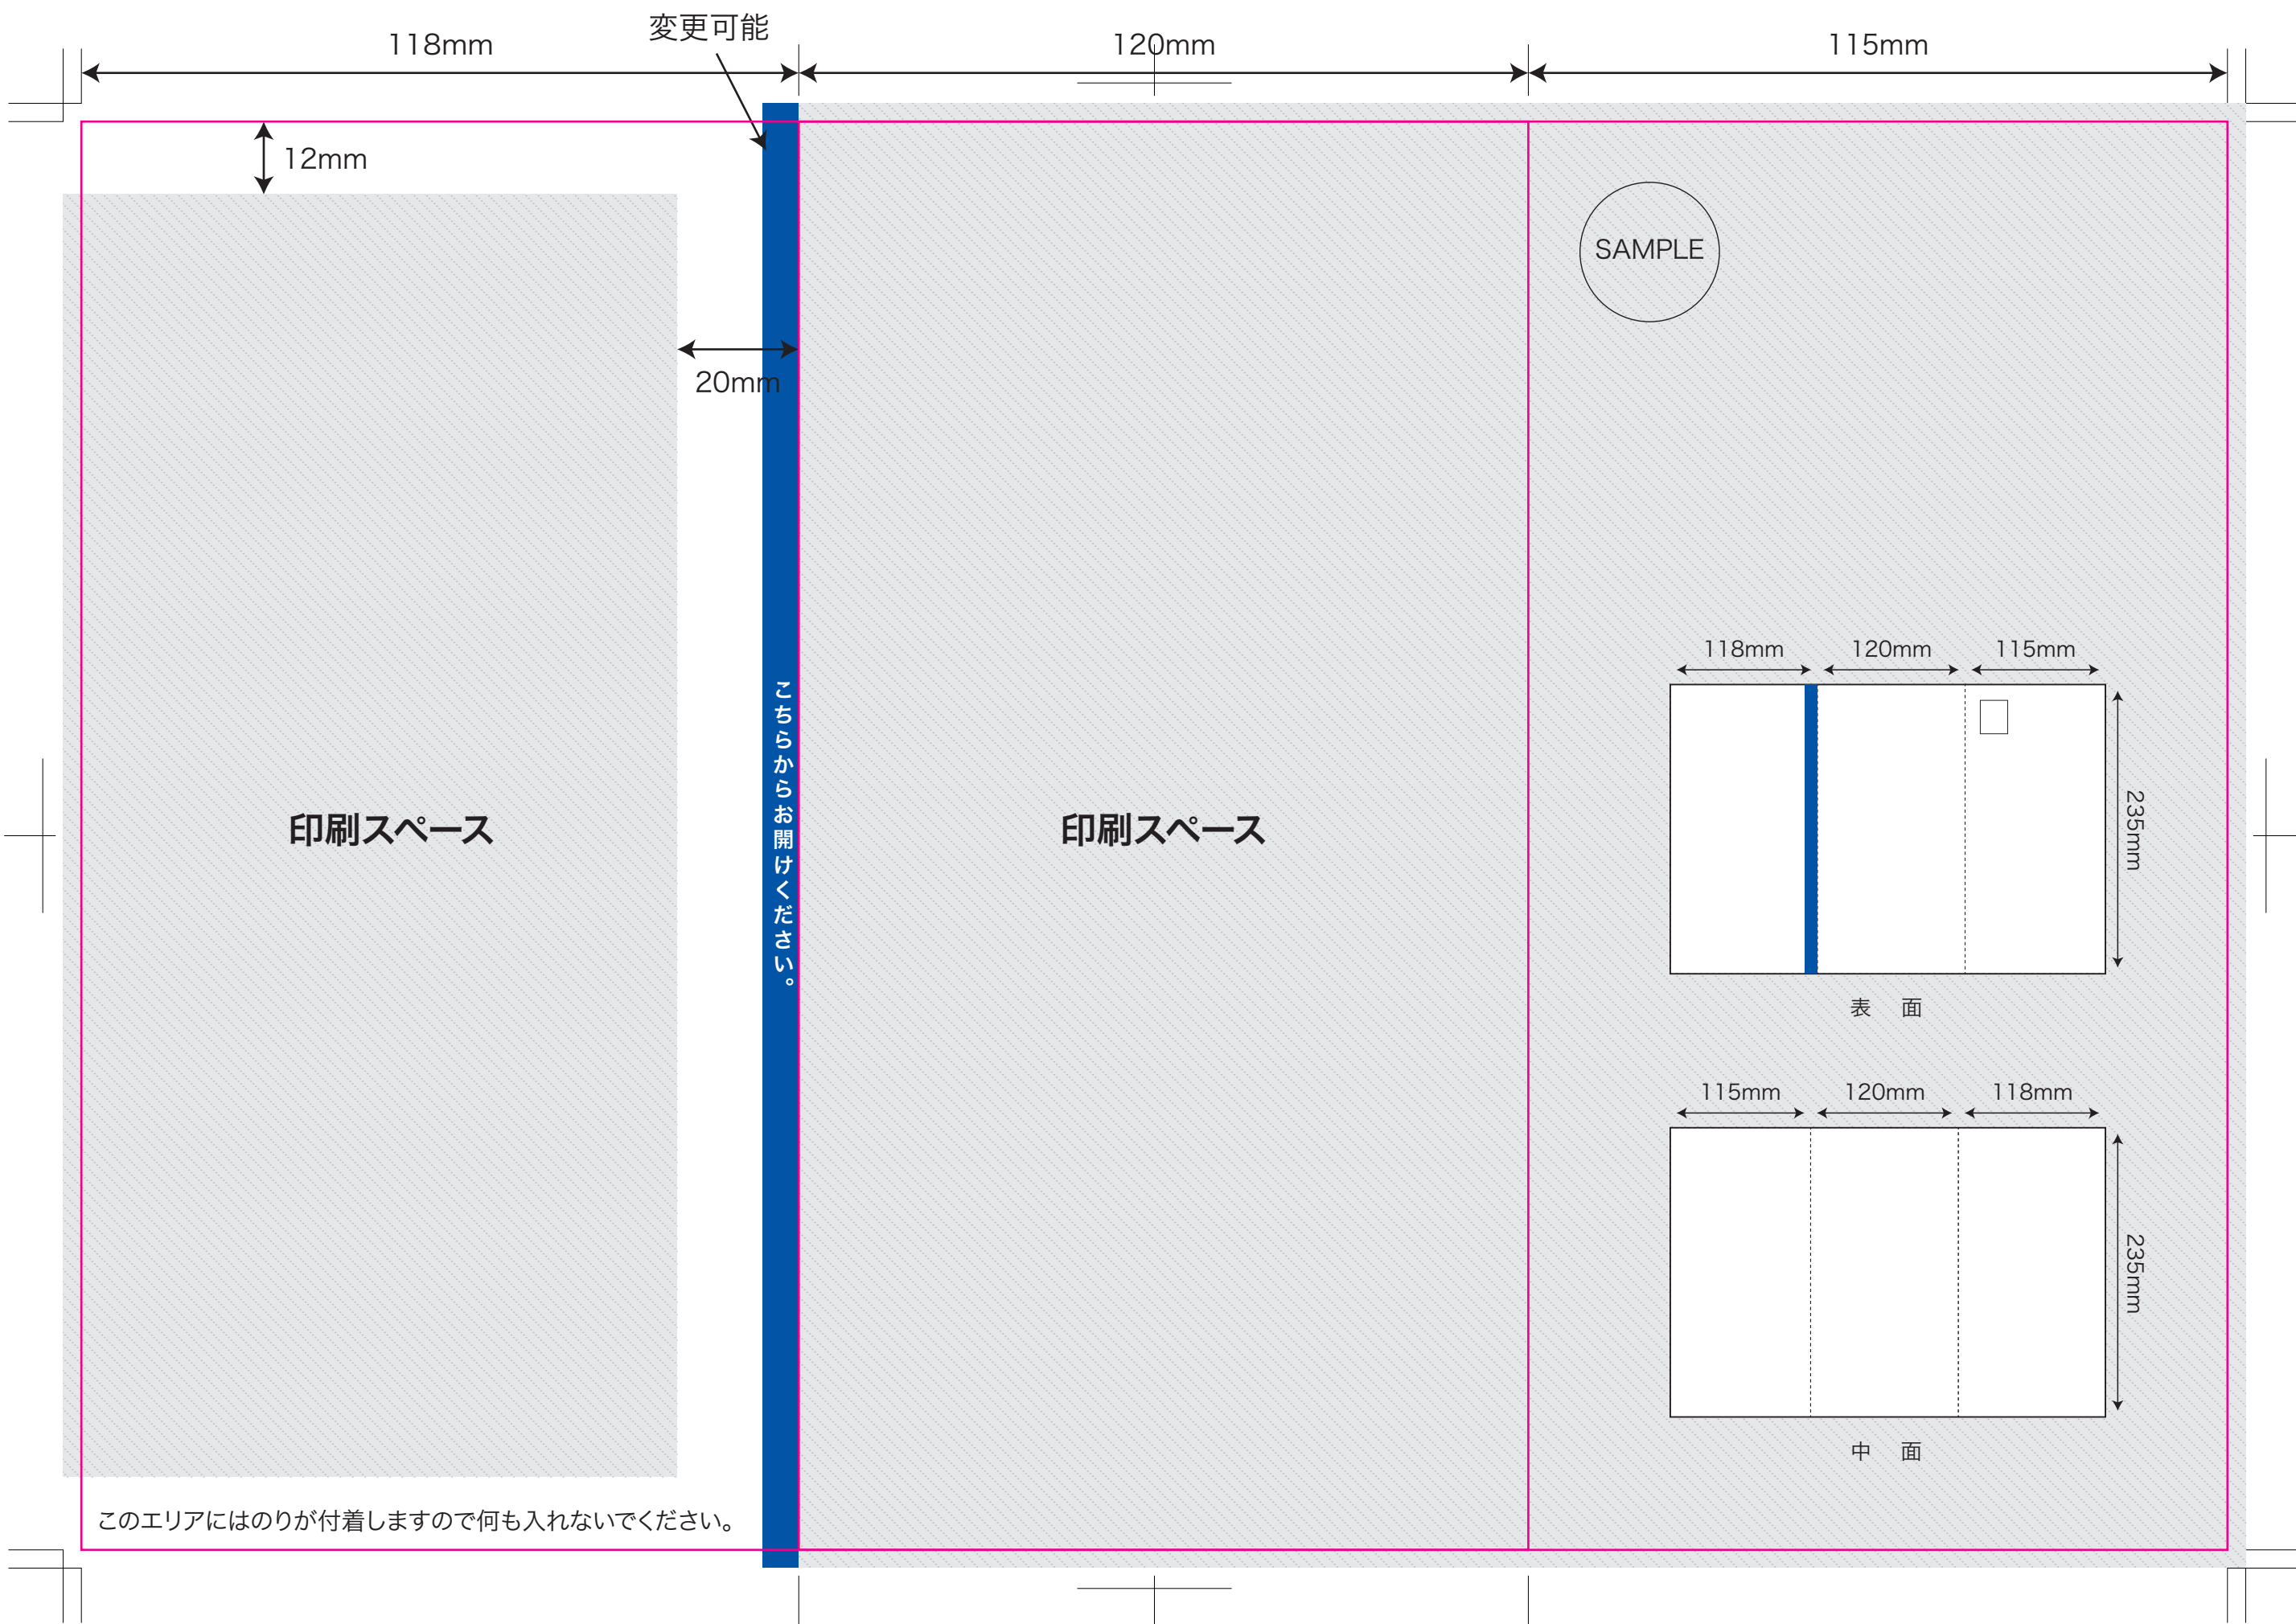 変更可能
118mm
120mm
115mm
12mm
SAMPLE
20mm
こちらからお開けください。
印刷スペース
印刷スペース
118mm
120mm
115mm
235mm
表 面
115mm
120mm
118mm
235mm
中 面
このエリアにはのりが付着しますので何も入れないでください。